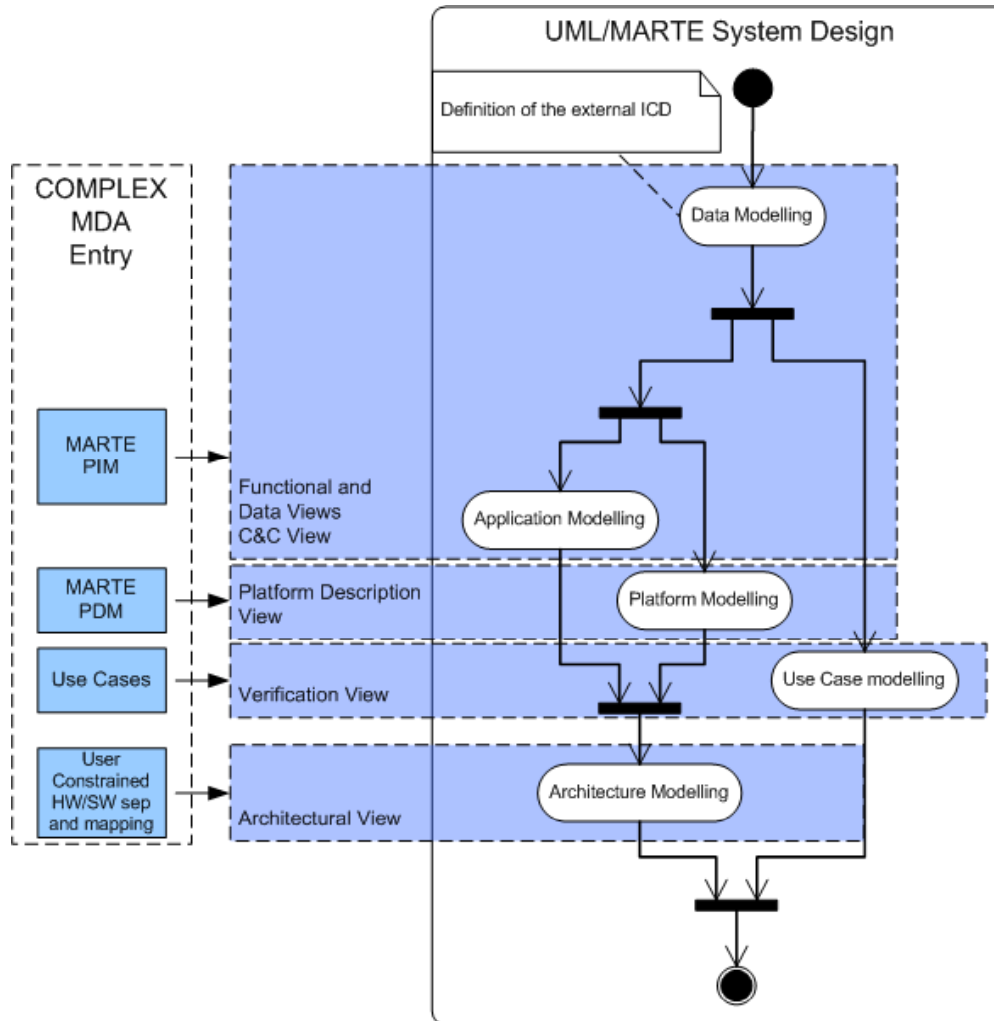 UML/MARTE System Design
Definition of the external ICD
COMPLEX
MDA
Entry
Data Modelling
MARTE
PIM
Functional and
Data Views
C&C View
Application Modelling
MARTE
PDM
Platform Description
View
Platform Modelling
Use Cases
Verification View
Use Case modelling
User
Constrained
HW/SW sep
and mapping
Architectural View
Architecture Modelling